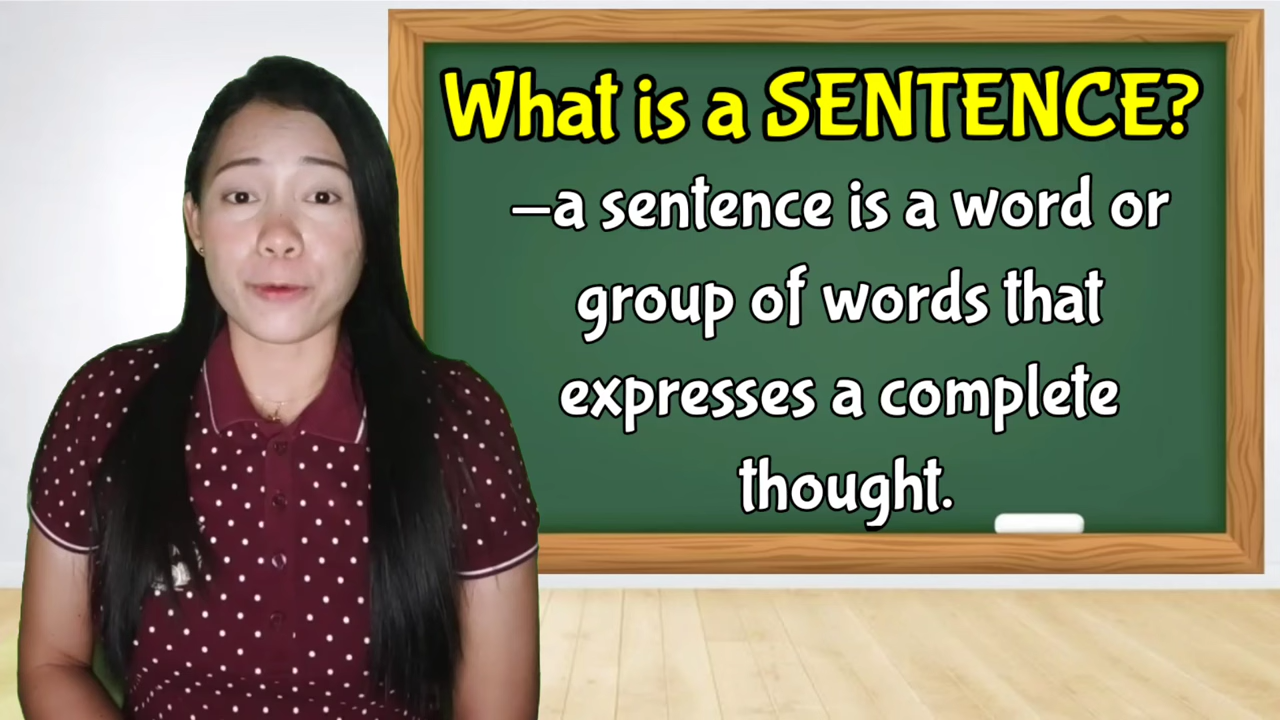 What is a SENTENCE?
–a sentence is a word or
group of words that
expresses a complete
thought.